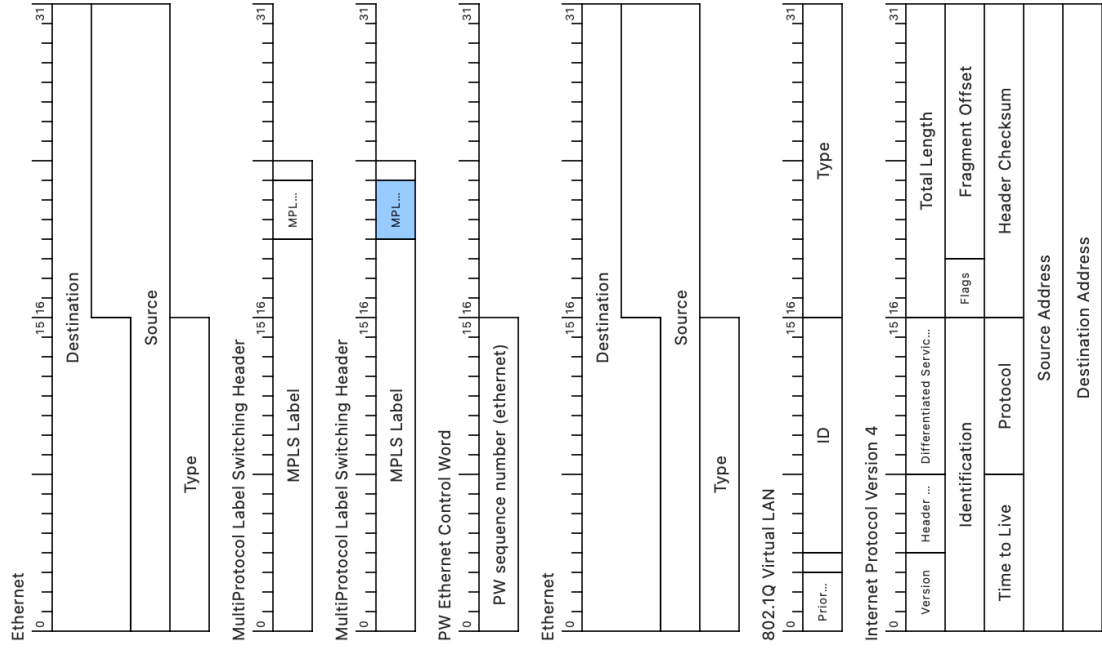 Ethernet
0 15 16 31
Destination
Source
Type
MultiProtocol Label Switching Header
0 15 16 31
MPLS Label MPL...
MultiProtocol Label Switching Header
0 15 16 31
MPLS Label MPL...
PW Ethernet Control Word
0 15 16 31
PW sequence number (ethernet)
Ethernet
0 15 16 31
Destination
Source
Type
802.1Q Virtual LAN
0 15 16 31
Prior... ID Type
Internet Protocol Version 4
0 15 16 31
Version Header ... Differentiated Servic... Total Length
Identification Flags Fragment Offset
Time to Live Protocol Header Checksum
Source Address
Destination Address